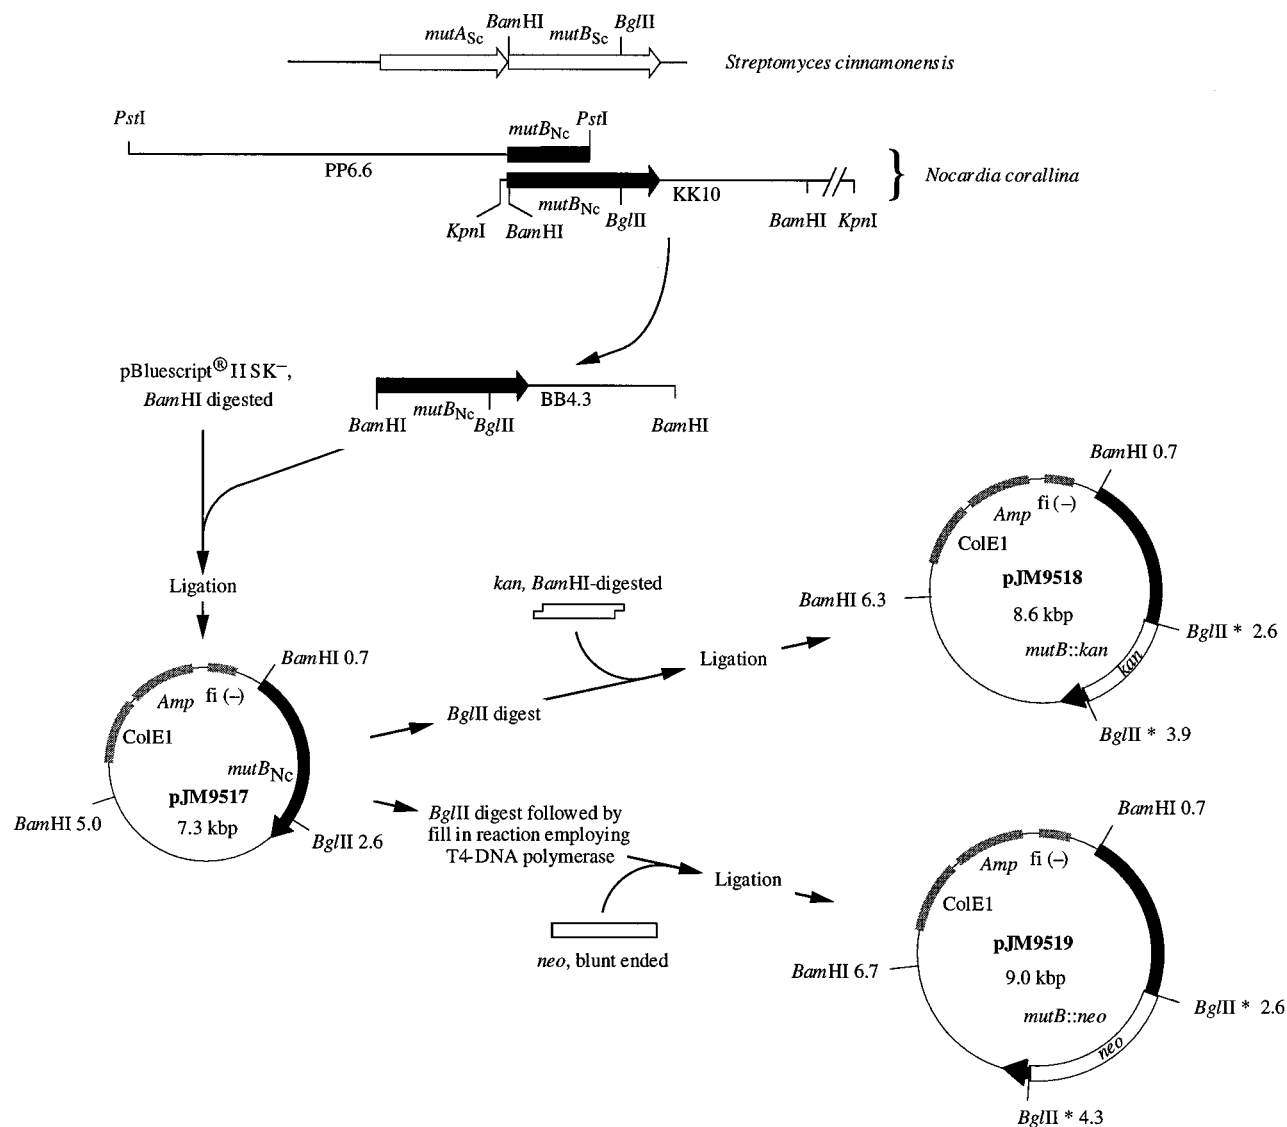 BamHI
BglII
mutASc
mutBSc
Streptomyces cinnamonensis
PstI
PstI
mutBNc
PP6.6
Nocardia corallina
KK10
mutBNc
BglII
BamHI
KpnI
KpnI
BamHI
pBluescript® II SK–,
BamHI digested
BB4.3
mutBNc
BamHI
BglII
BamHI
Ligation
BamHI 0.7
Amp
fi (–)
ColE1
mutBNc
pJM9517
7.3 kbp
BamHI 5.0
BglII 2.6
kan, BamHI-digested
Ligation
BglII digest
BglII digest followed by
fill in reaction employing
T4-DNA polymerase
Ligation
neo, blunt ended
BamHI 0.7
Amp
fi (–)
ColE1
pJM9518
8.6 kbp
BamHI 6.3
BglII * 2.6
mutB::kan
kan
BglII * 3.9
BamHI 0.7
Amp
fi (–)
ColE1
pJM9519
9.0 kbp
BamHI 6.7
BglII * 2.6
mutB::neo
neo
BglII * 4.3